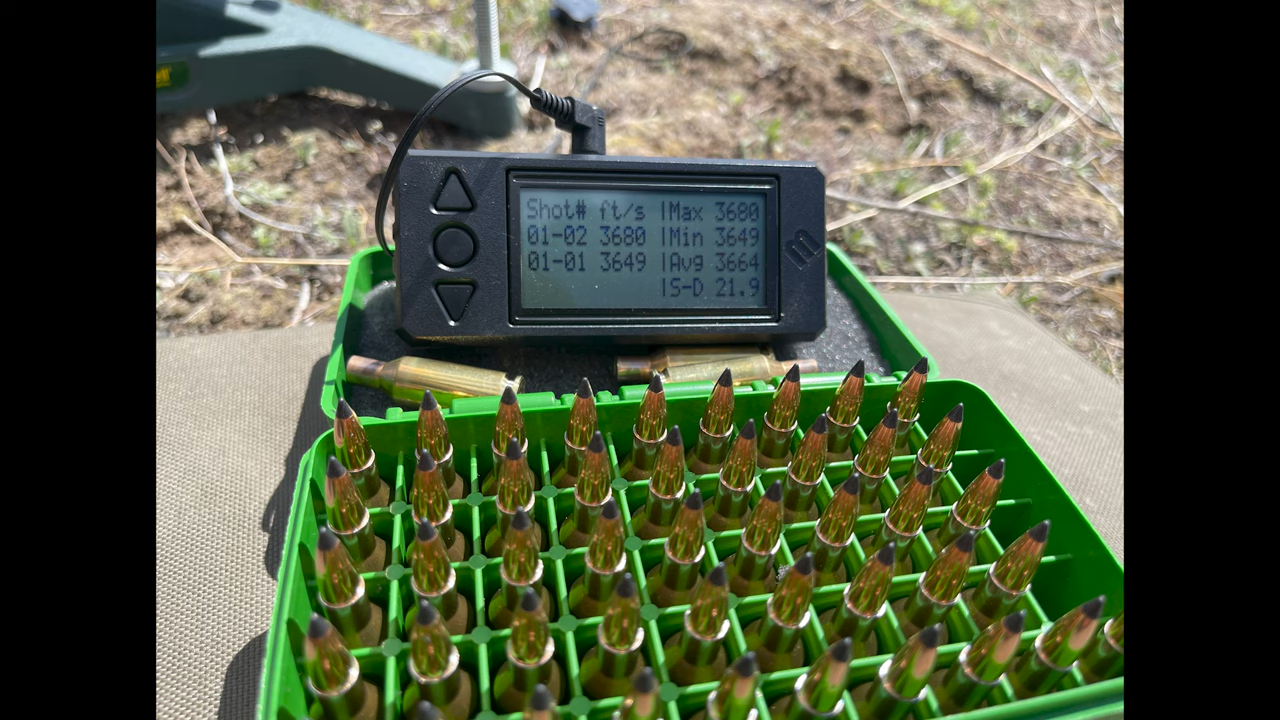 Shot# ft/s |Max 3680
01-02 3680 |Min 3649
01-01 3649 |Avg 3664
|S-D 21.9
m